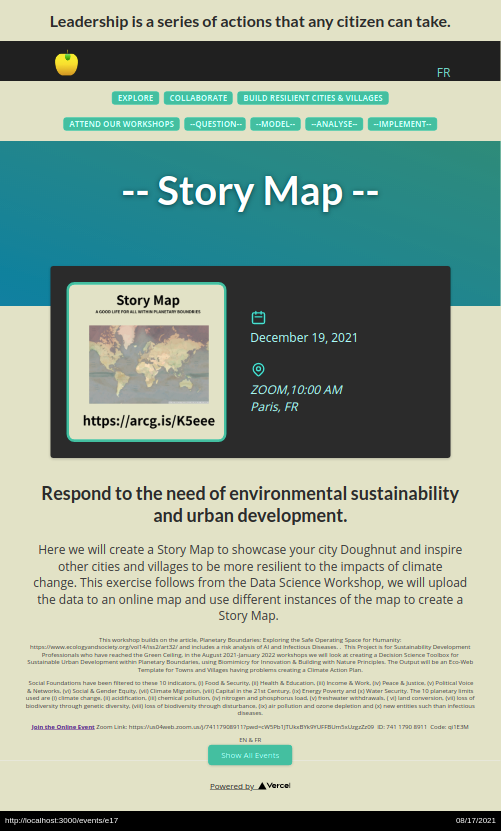 Leadership is a series of actions that any citizen can take.
FR
EXPLORE COLLABORATE BUILD RESILIENT CITIES & VILLAGES
ATTEND OUR WORKSHOPS --QUESTION-- --MODEL-- --ANALYSE-- --IMPLEMENT--
-- Story Map --
Story Map
A GOOD LIFE FOR ALL WITHIN PLANETARY BOUNDRIES
https://arcg.is/K5eee
December 19, 2021
ZOOM,10:00 AM
Paris, FR
Respond to the need of environmental sustainability
and urban development.
Here we will create a Story Map to showcase your city Doughnut and inspire
other cities and villages to be more resilient to the impacts of climate
change. This exercise follows from the Data Science Workshop, we will upload
the data to an online map and use different instances of the map to create a
Story Map.
This workshop builds on the article, Planetary Boundaries: Exploring the Safe Operating Space for Humanity:
https://www.ecologyandsociety.org/vol14/iss2/art32/ and includes a risk analysis of AI and Infectious Diseases. . This Project is for Sustainability Development
Professionals who have reached the Green Ceiling, in the August 2021-January 2022 workshops we will look at creating a Decision Science Toolbox for
Sustainable Urban Development within Planetary Boundaries, using Biomimicry for Innovation & Building with Nature Principles. The Output will be an Eco-Web
Template for Towns and Villages having problems creating a Climate Action Plan.
Social Foundations have been filtered to these 10 indicators, (i) Food & Security, (ii) Health & Education, (iii) Income & Work, (iv) Peace & Justice, (v) Political Voice
& Networks, (vi) Social & Gender Equity, (vii) Climate Migration, (viii) Capital in the 21st Century, (ix) Energy Poverty and (x) Water Security. The 10 planetary limits
used are (i) climate change, (ii) acidification, (iii) chemical pollution, (iv) nitrogen and phosphorus load, (v) freshwater withdrawals, ( vi) land conversion, (vii) loss of
biodiversity through genetic diversity, (viii) loss of biodiversity through disturbance, (ix) air pollution and ozone depletion and (x) new entities such as infectious
diseases.
Join the Online Event Zoom Link: ID: 741 1790 8911 Code: qi1E3M
EN & FR
Show All Events
Powered by Vercel
http://localhost:3000/events/e17 08/17/2021